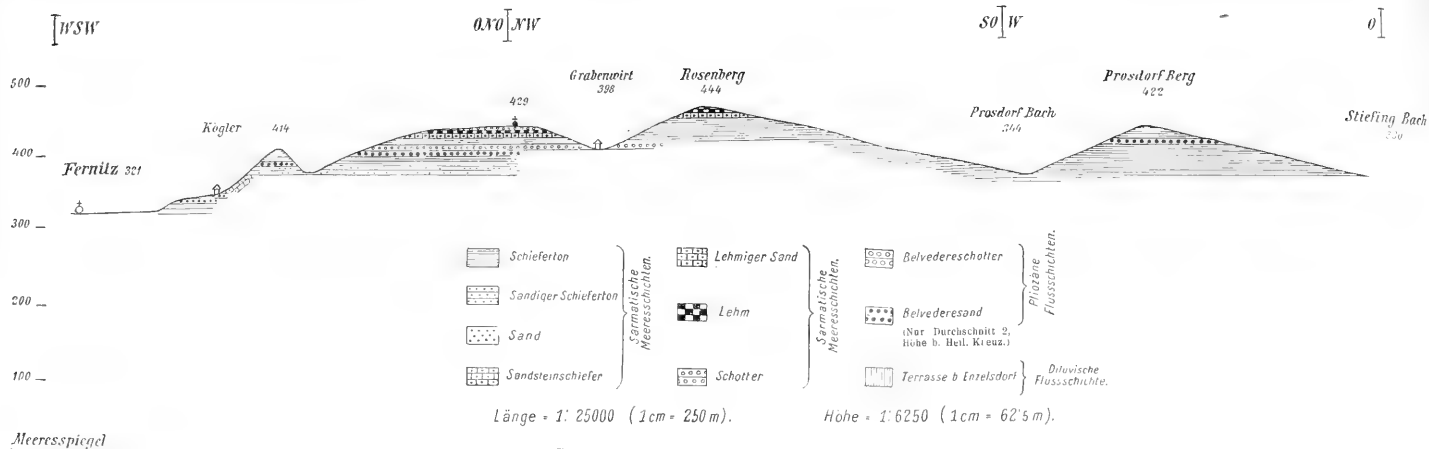 WSW
ONO NW
SO W
O
500
400
300
200
100
Fernitz 321
Kögler
414
429
Grabenwirt
398
Rosenberg
444
Prosdorf Bach
344
Prosdorf Berg
422
Stiefing Bach
Schieferton
Sandiger Schieferton
Sand
Sandsteinschiefer
Sarmatische
Meeresschichten.
Lehmiger Sand
Lehm
Schotter
Sarmatische
Meeresschichten.
Belvedereschotter
Belvederesand
(Nur Durchschnitt 2,
Höhe b. Heil. Kreuz.)
Pliozäne
Flussschichten.
Terrasse b Enzelsdorf
Diluvische
Flussschichte.
Länge = 1:25000 (1cm = 250 m).
Höhe = 1:6250 (1cm = 62·5 m).
Meeresspiegel